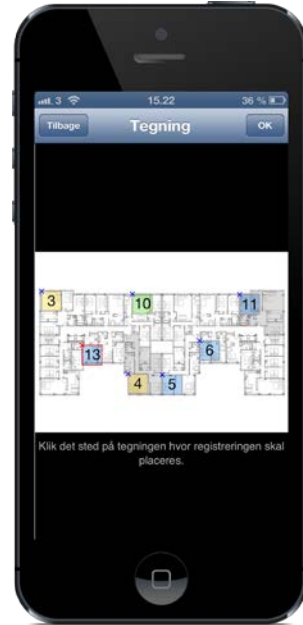 3 15.22 36 %
Tilbage Tegning OK
3 10 11
13 6
4 5
Klik det sted på tegningen hvor registreringen skal
placeres.